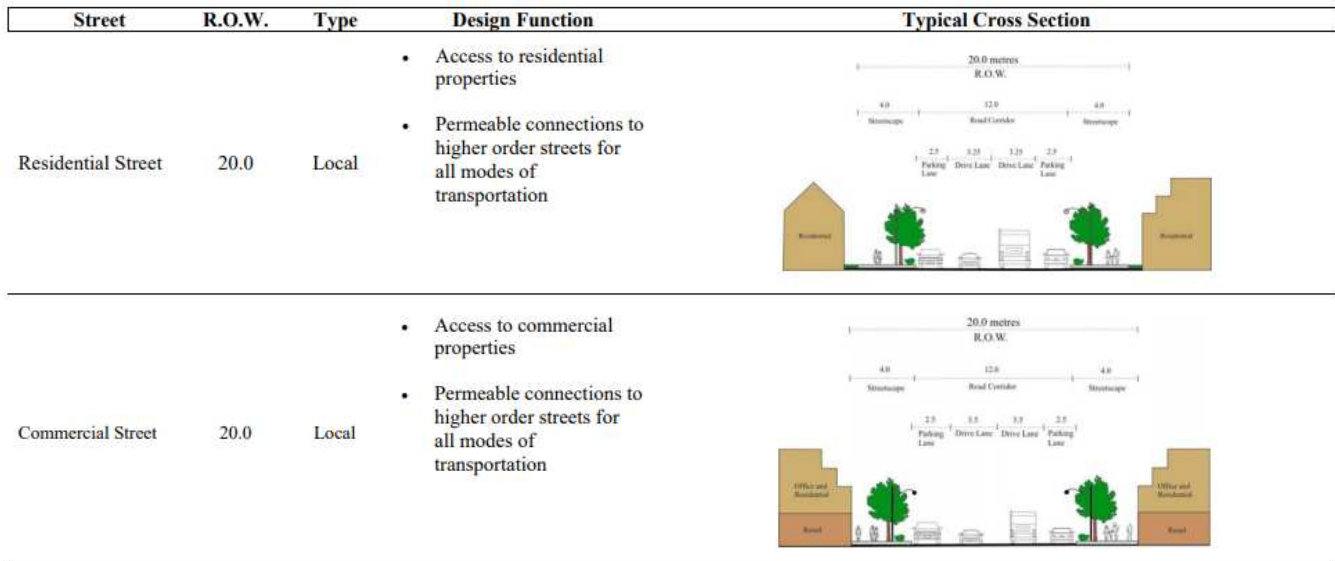 Street R.O.W. Type Design Function Typical Cross Section
• Access to residential
properties
• Permeable connections to
higher order streets for
all modes of
transportation
Residential Street 20.0 Local
20.0 metres
R.O.W.
4.0 12.0 4.0
Streetscape Road Corridor Streetscape
2.5 3.25 3.25 2.5
Parking Drive Lane Drive Lane Parking
Lane Lane
Residential Residential
• Access to commercial
properties
• Permeable connections to
higher order streets for
all modes of
transportation
Commercial Street 20.0 Local
20.0 metres
R.O.W.
4.0 12.0 4.0
Streetscape Road Corridor Streetscape
2.5 3.5 3.5 2.5
Parking Drive Lane Drive Lane Parking
Lane Lane
Office and Office and
Residential Residential
Retail Retail